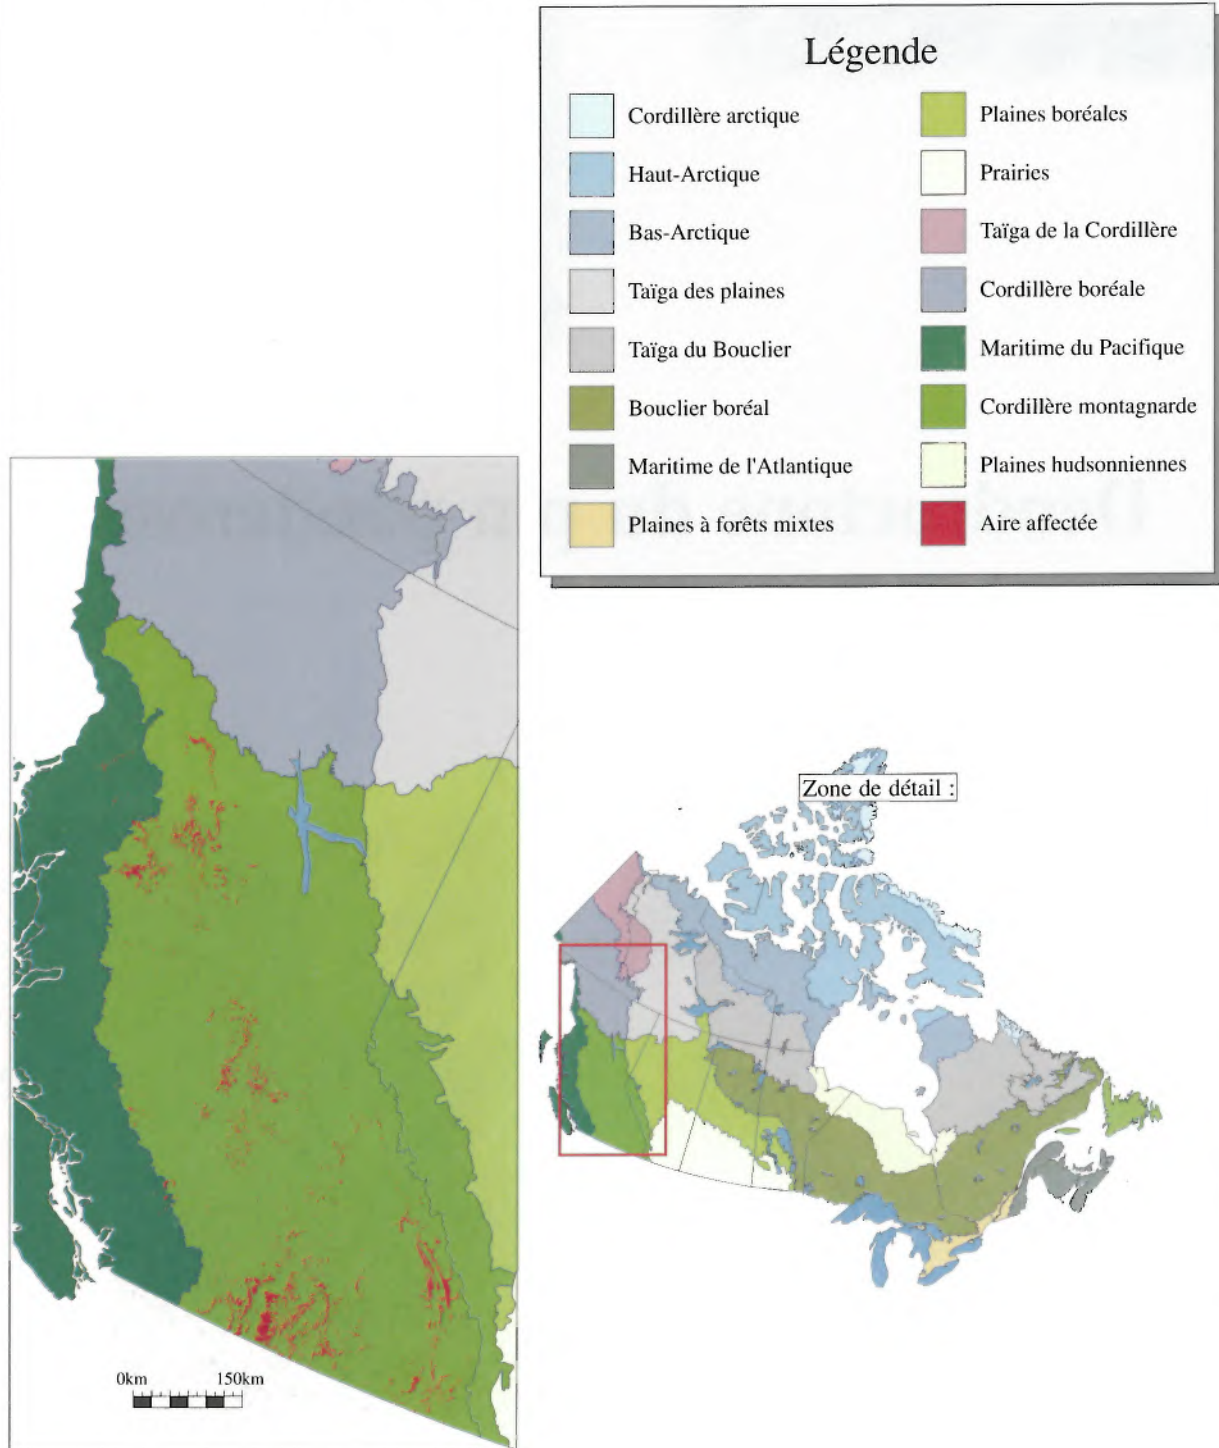 Légende
Cordillère arctique
Haut-Arctique
Bas-Arctique
Taïga des plaines
Taïga du Bouclier
Bouclier boréal
Maritime de l'Atlantique
Plaines à forêts mixtes
Plaines boréales
Prairies
Taïga de la Cordillère
Cordillère boréale
Maritime du Pacifique
Cordillère montagnarde
Plaines hudsonniennes
Aire affectée
Zone de détail :
0km 150km